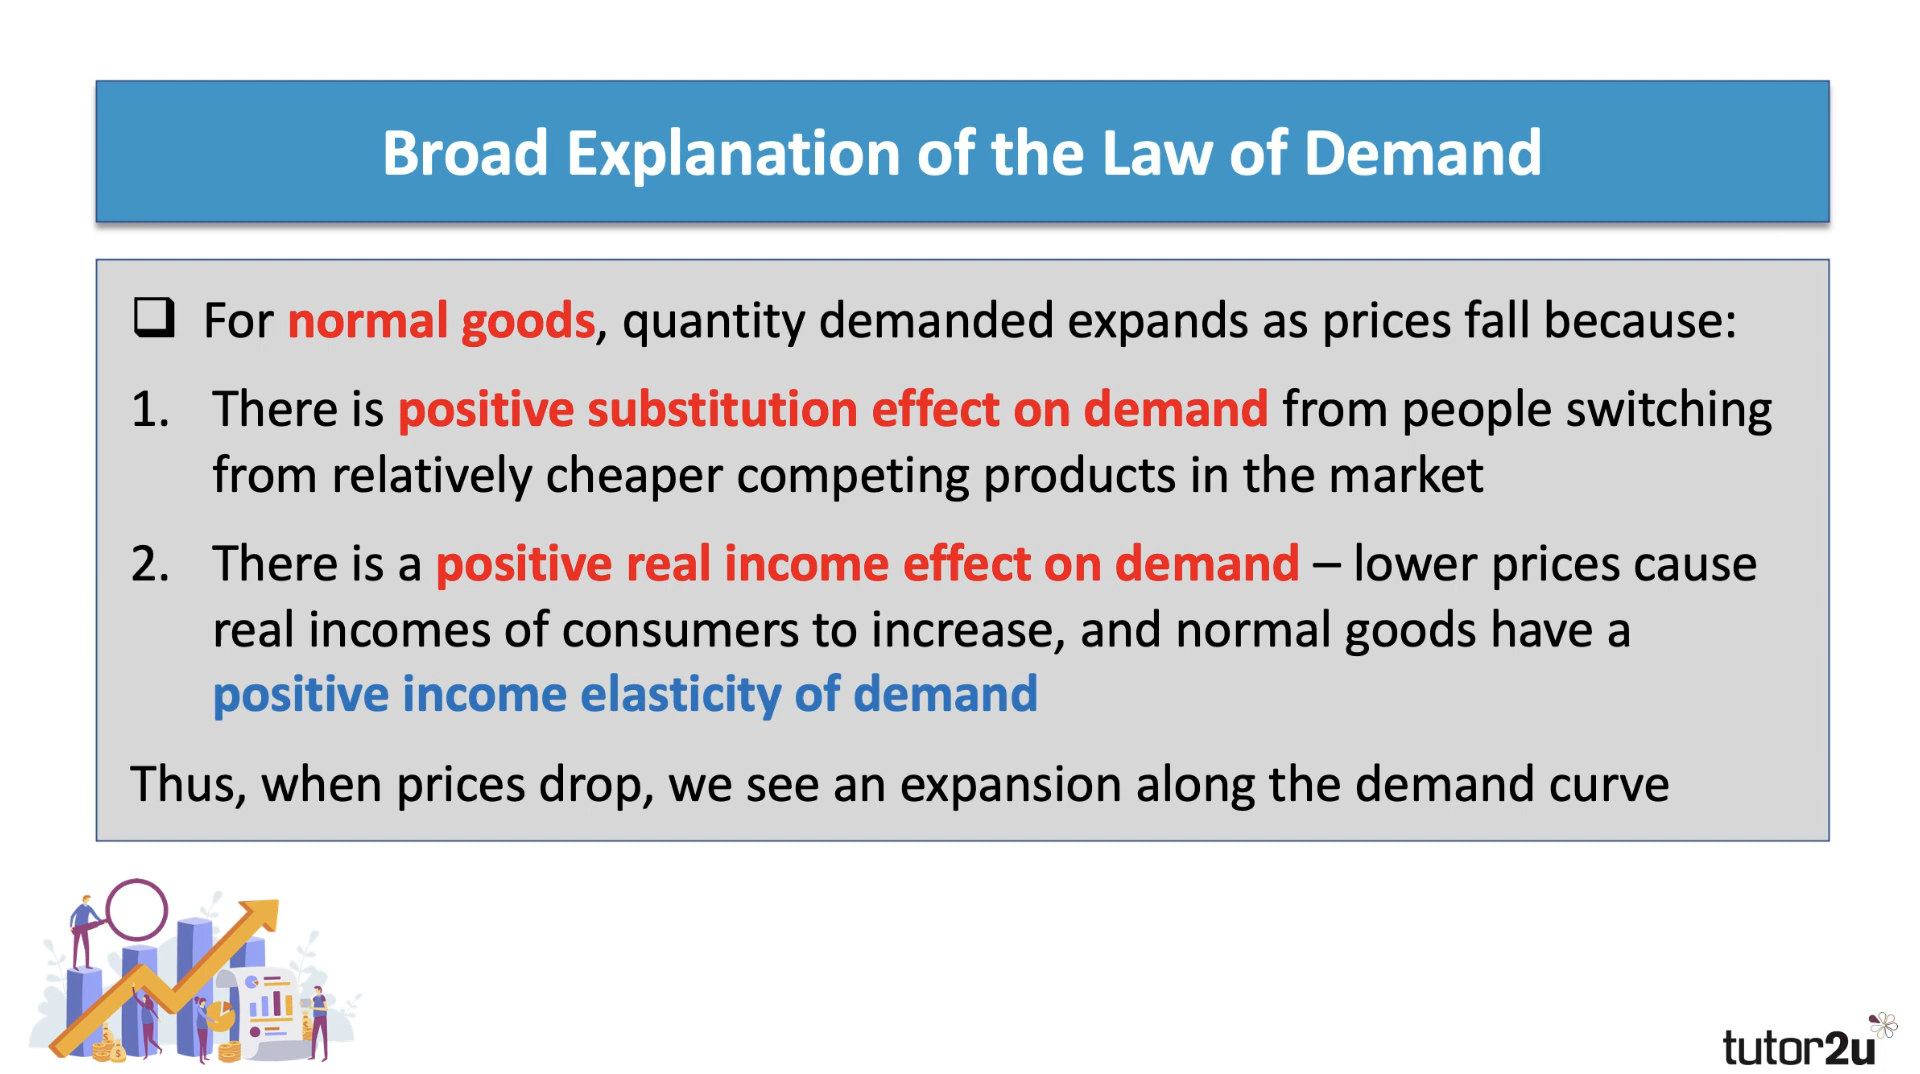 Broad Explanation of the Law of Demand
❑ For normal goods, quantity demanded expands as prices fall because:
1. There is positive substitution effect on demand from people switching
from relatively cheaper competing products in the market
2. There is a positive real income effect on demand – lower prices cause
real incomes of consumers to increase, and normal goods have a
positive income elasticity of demand
Thus, when prices drop, we see an expansion along the demand curve
tutor2u